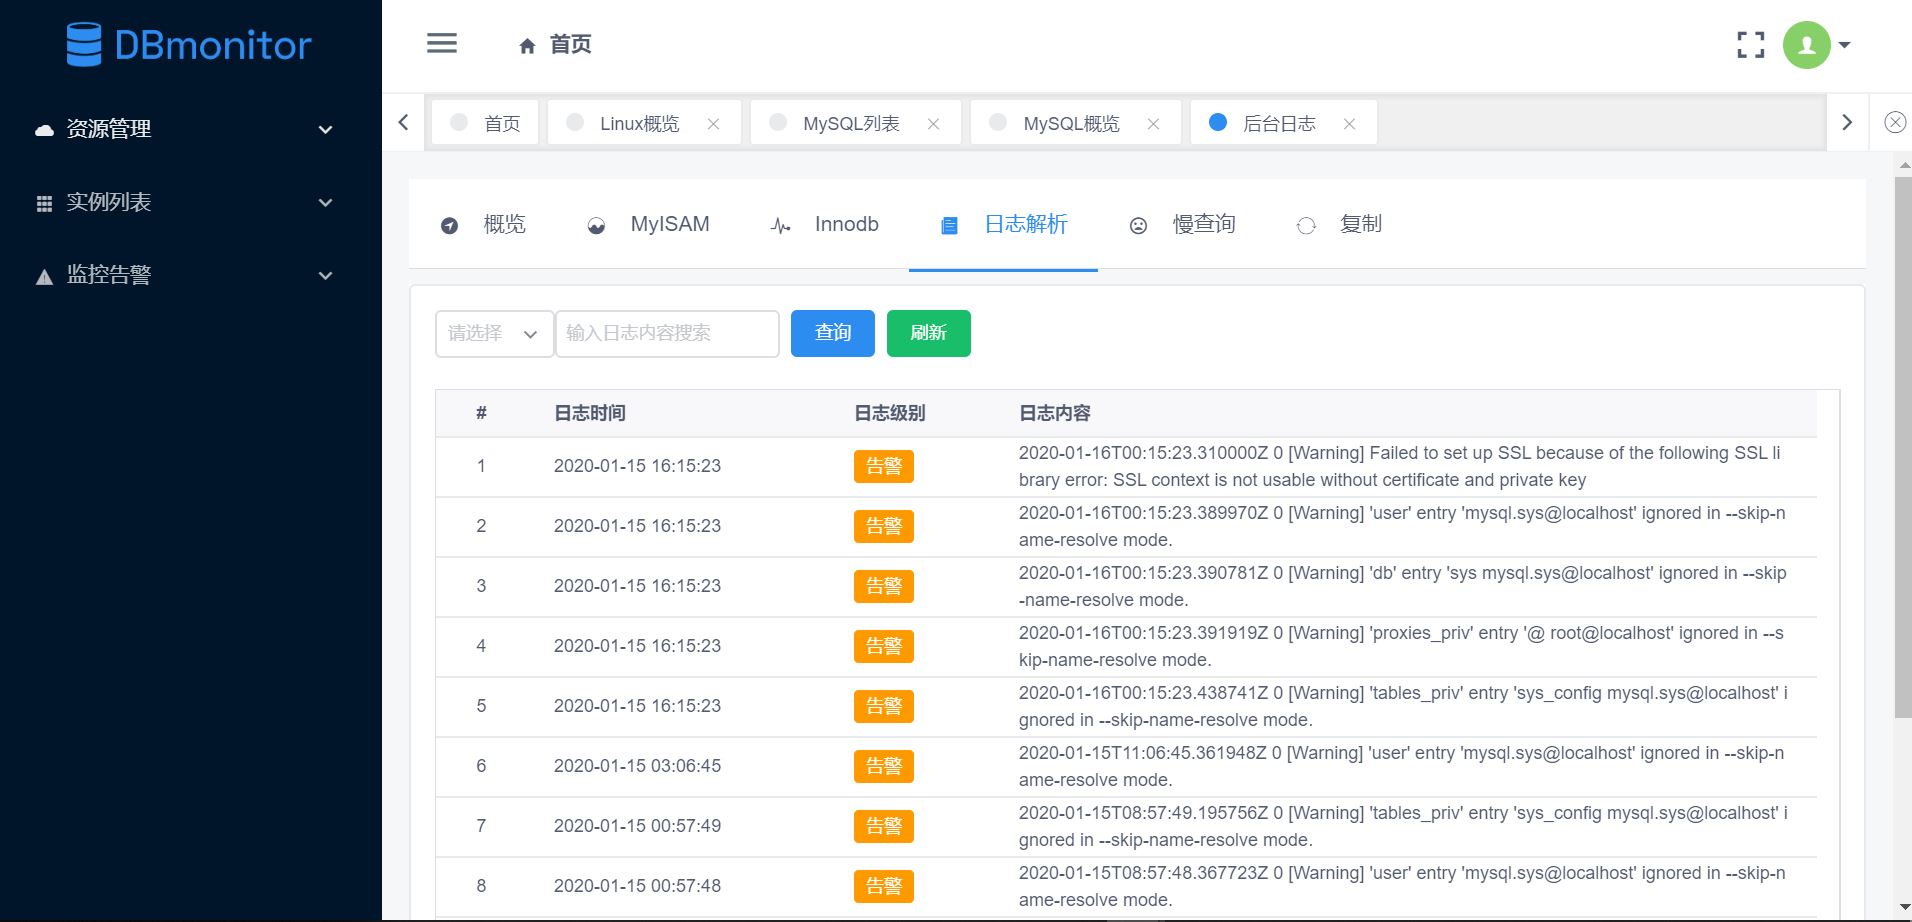 DBmonitor
首页
资源管理
实例列表
监控告警
首页 Linux概览 MySQL列表 MySQL概览 后台日志
概览 MyISAM Innodb 日志解析 慢查询 复制
请选择 输入日志内容搜索 查询 刷新
# 日志时间 日志级别 日志内容
1 2020-01-15 16:15:23 告警 2020-01-16T00:15:23.310000Z 0 [Warning] Failed to set up SSL because of the following SSL li
brary error: SSL context is not usable without certificate and private key
2 2020-01-15 16:15:23 告警 2020-01-16T00:15:23.389970Z 0 [Warning] 'user' entry 'mysql.sys@localhost' ignored in --skip-n
ame-resolve mode.
3 2020-01-15 16:15:23 告警 2020-01-16T00:15:23.390781Z 0 [Warning] 'db' entry 'sys mysql.sys@localhost' ignored in --skip
-name-resolve mode.
4 2020-01-15 16:15:23 告警 2020-01-16T00:15:23.391919Z 0 [Warning] 'proxies_priv' entry '@ root@localhost' ignored in --s
kip-name-resolve mode.
5 2020-01-15 16:15:23 告警 2020-01-16T00:15:23.438741Z 0 [Warning] 'tables_priv' entry 'sys_config mysql.sys@localhost' i
gnored in --skip-name-resolve mode.
6 2020-01-15 03:06:45 告警 2020-01-15T11:06:45.361948Z 0 [Warning] 'user' entry 'mysql.sys@localhost' ignored in --skip-n
ame-resolve mode.
7 2020-01-15 00:57:49 告警 2020-01-15T08:57:49.195756Z 0 [Warning] 'tables_priv' entry 'sys_config mysql.sys@localhost' i
gnored in --skip-name-resolve mode.
8 2020-01-15 00:57:48 告警 2020-01-15T08:57:48.367723Z 0 [Warning] 'user' entry 'mysql.sys@localhost' ignored in --skip-n
ame-resolve mode.